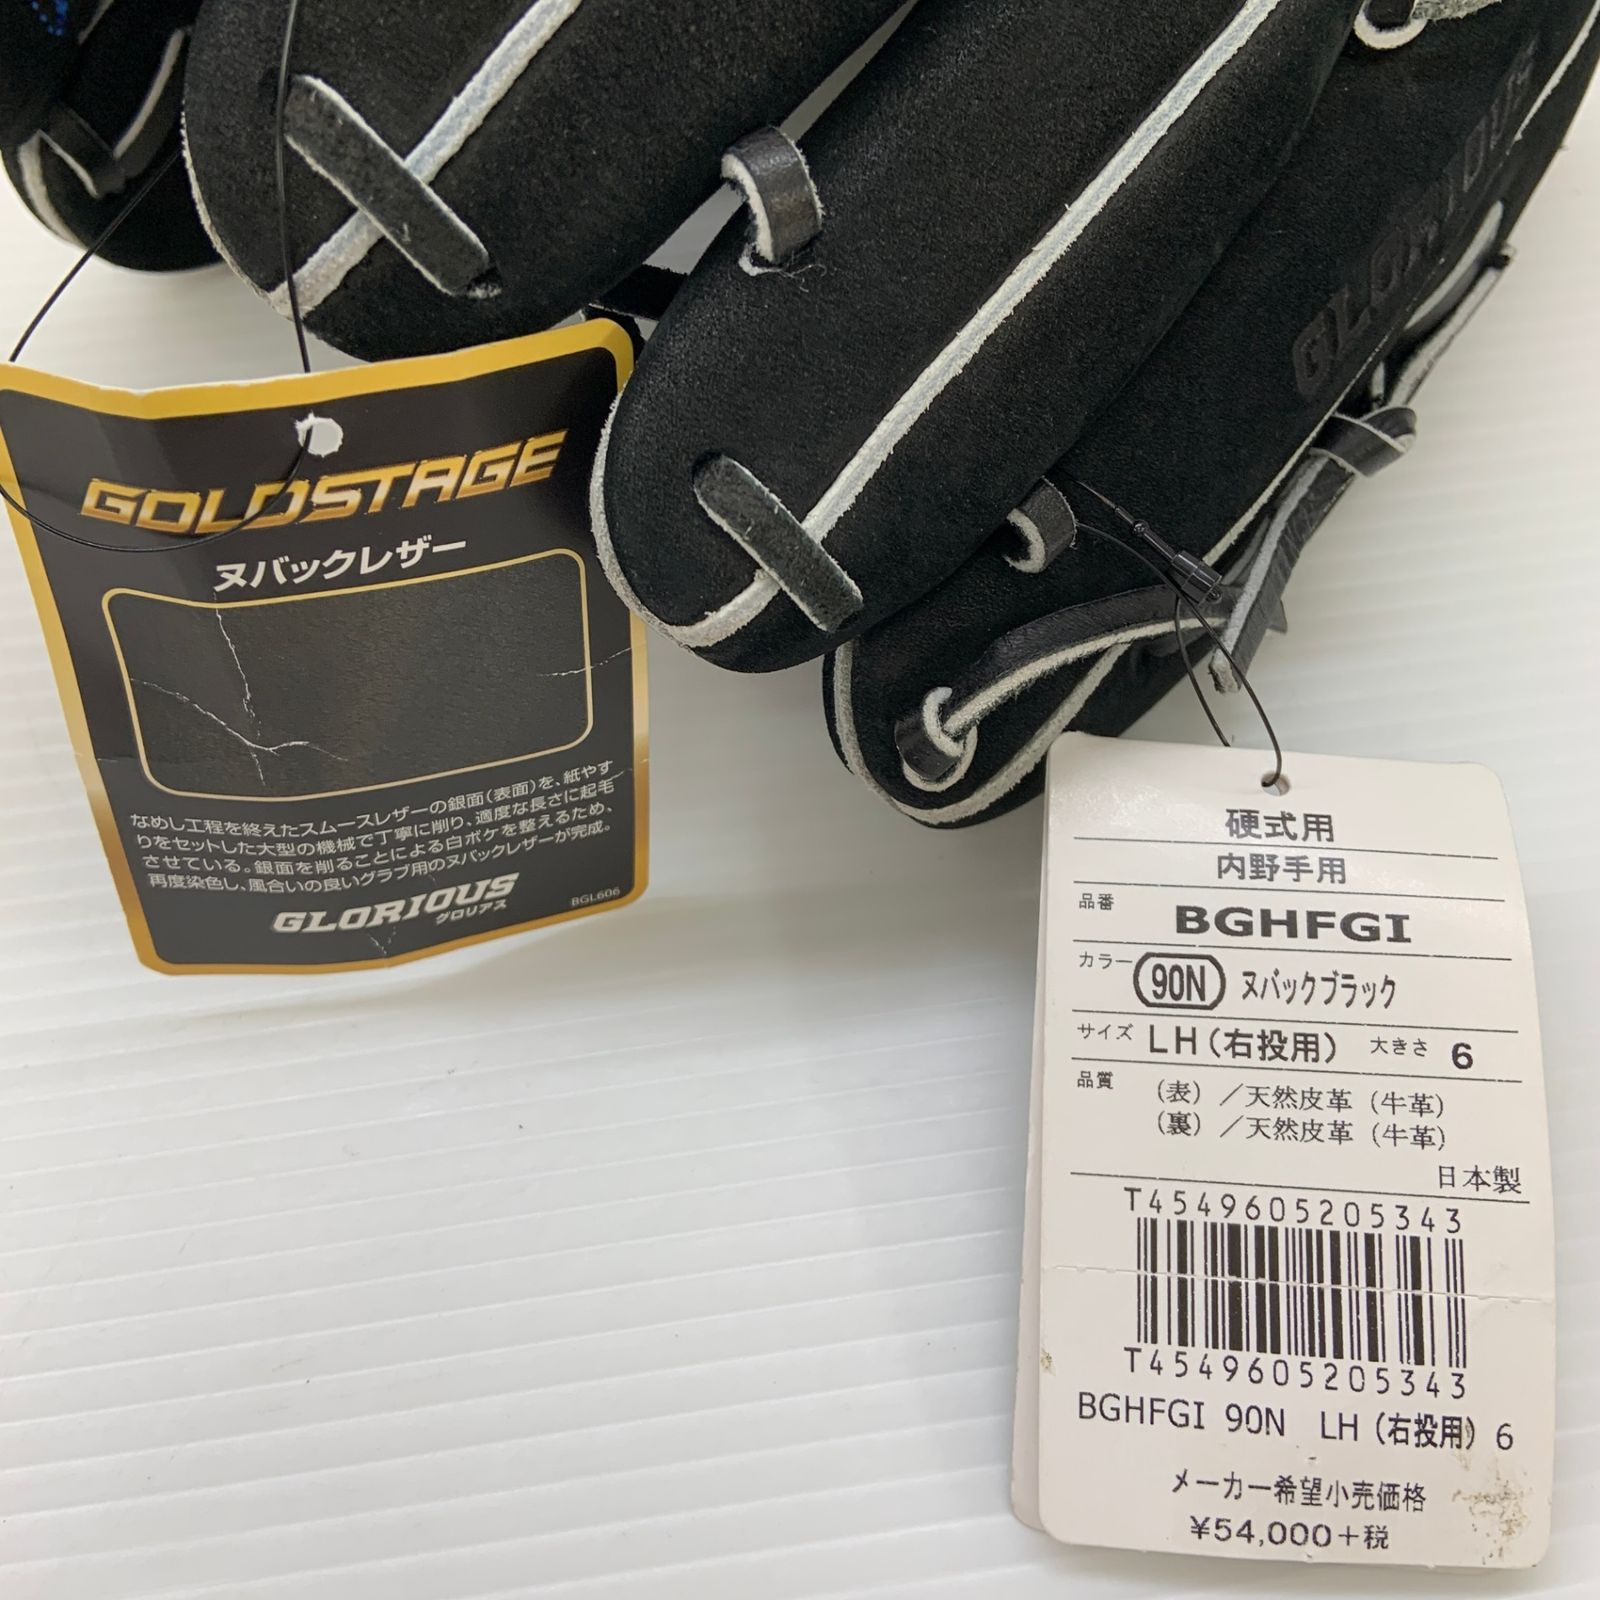 GLORIOUS
GOLDSTAGE
ヌバックレザー
なめし工程を終えたスムースレザーの銀面(表面)を、紙やす
りをセットした大型の機械で丁寧に削り、適度な長さに起毛
させている。銀面を削ることによる白ボケを整えるため、
再度染色し、風合いの良いグラブ用のヌバックレザーが完成。
GLORIOUS
グロリアス
BGL606
硬式用
内野手用
品番 BGHFGI
カラー 90N ヌバックブラック
サイズ LH(右投用) 大きさ 6
品質 (表)/天然皮革(牛革)
(裏)/天然皮革(牛革)
日本製
T4549605205343
T4549605205343
BGHFGI 90N LH(右投用) 6
メーカー希望小売価格
¥54,000+税